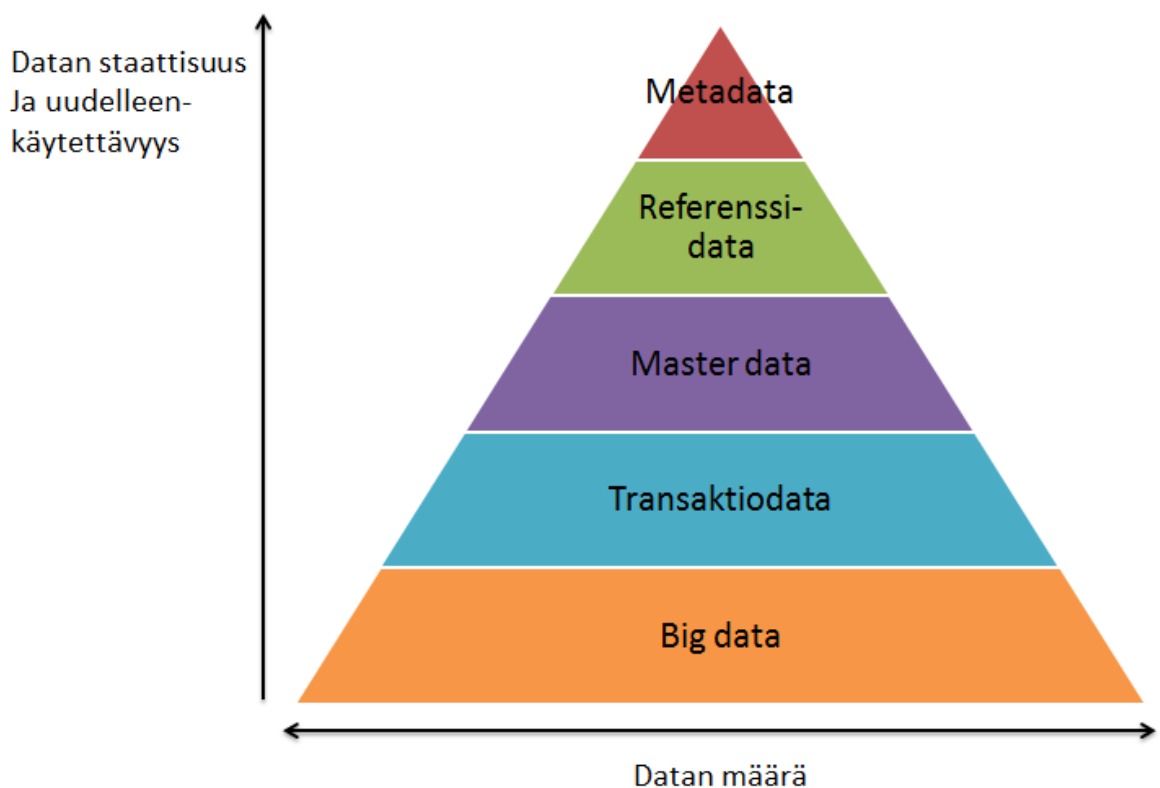 Datan staattisuus
Ja uudelleen-
käytettävyys
Metadata
Referenssi-
data
Master data
Transaktiodata
Big data
Datan määrä